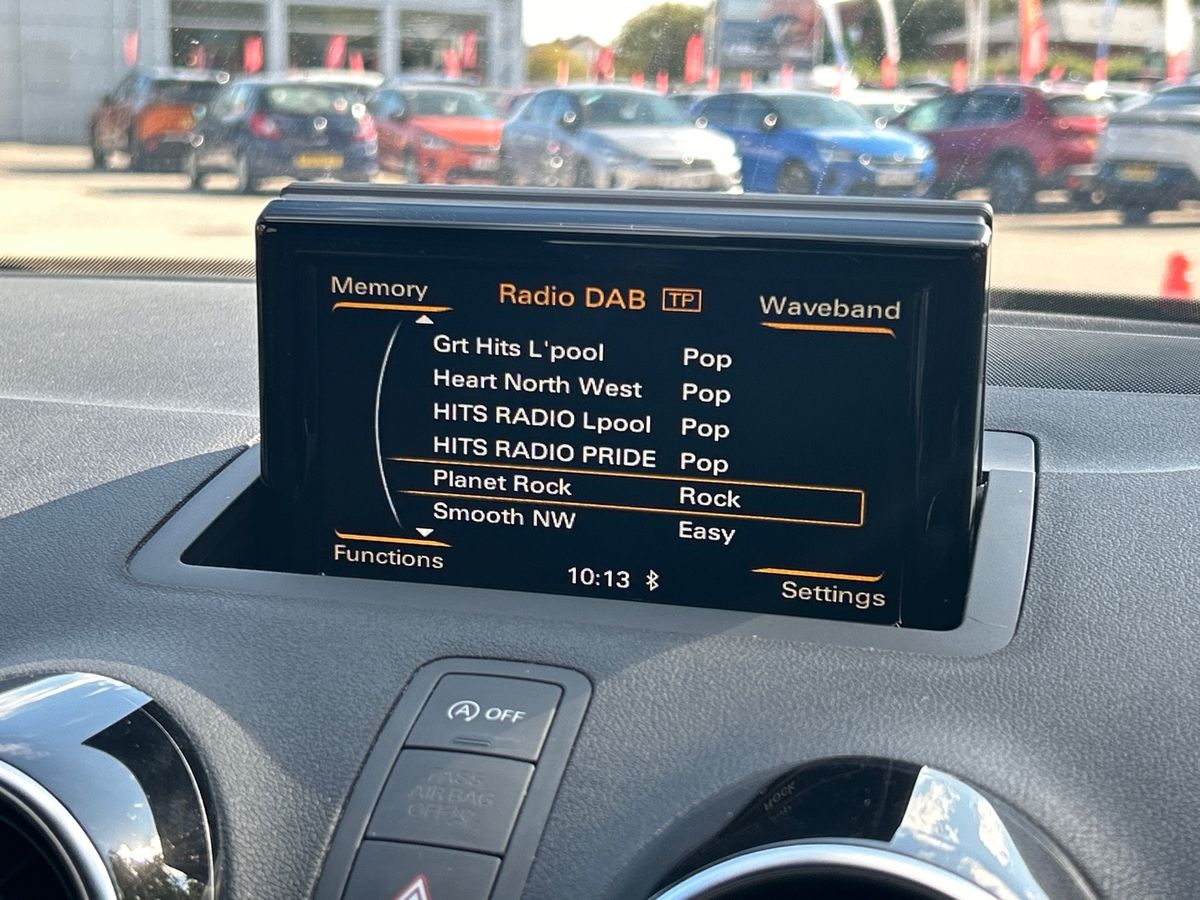 Memory Radio DAB TP Waveband
Grt Hits L'pool Pop
Heart North West Pop
HITS RADIO Lpool Pop
HITS RADIO PRIDE Pop
Planet Rock Rock
Smooth NW Easy
Functions 10:13 Settings
A OFF
PASS
AIR BAG
OFF